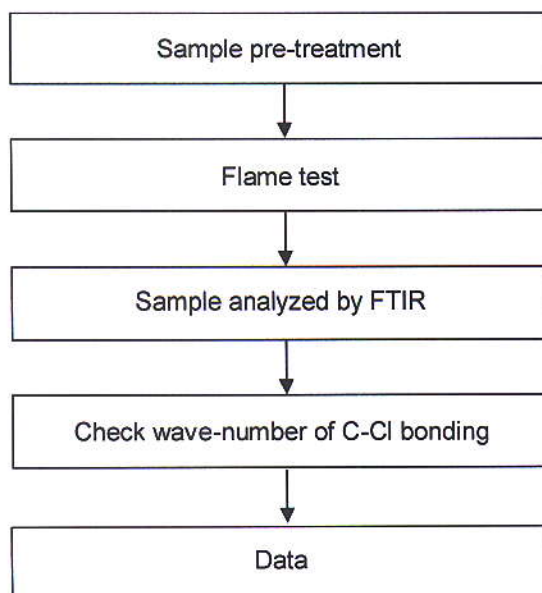 Sample pre-treatment
Flame test
Sample analyzed by FTIR
Check wave-number of C-Cl bonding
Data